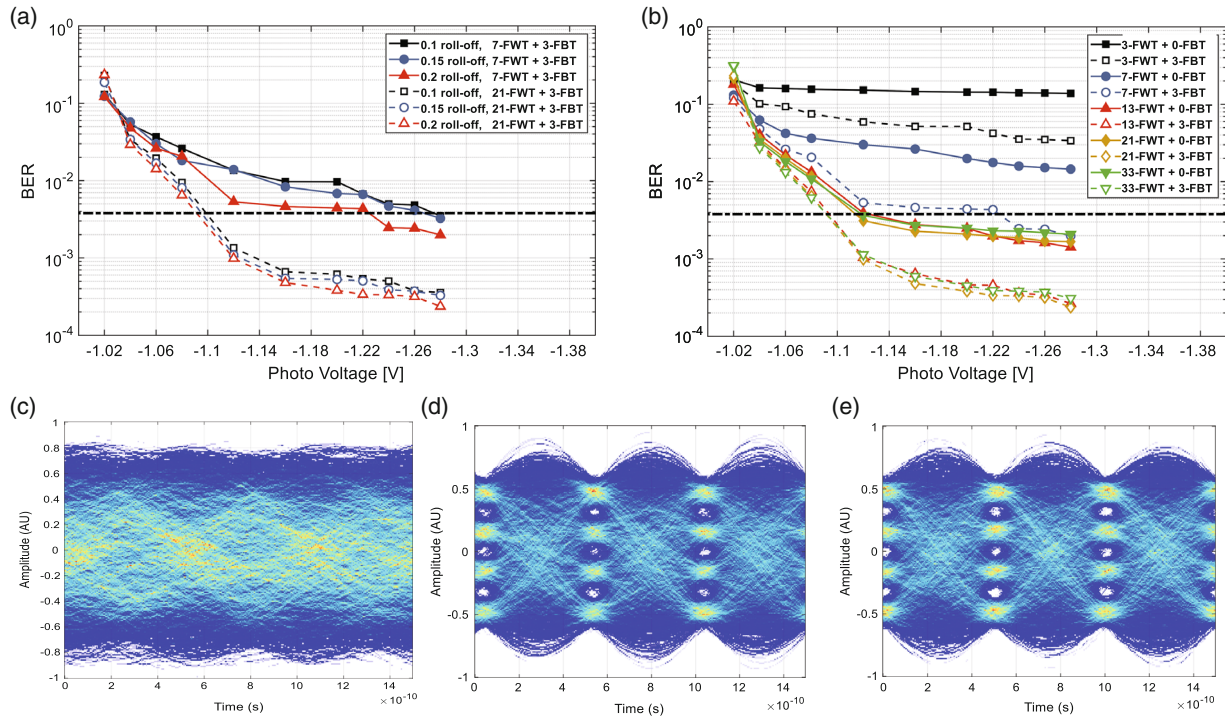 (a)
10^0
10^-1
10^-2
10^-3
10^-4
BER
0.1 roll-off, 7-FWT + 3-FBT
0.15 roll-off, 7-FWT + 3-FBT
0.2 roll off, 7-FWT + 3-FBT
0.1 roll-off, 21-FWT + 3-FBT
0.15 roll-off, 21-FWT + 3-FBT
0.2 roll-off, 21-FWT + 3-FBT
-1.02 -1.06 -1.1 -1.14 -1.18 -1.22 -1.26 -1.3 -1.34 -1.38
Photo Voltage [V]
(b)
10^0
10^-1
10^-2
10^-3
10^-4
BER
3-FWT + 0-FBT
3-FWT + 3-FBT
7-FWT + 0-FBT
7-FWT + 3-FBT
13-FWT + 0-FBT
13-FWT + 3-FBT
21-FWT + 0-FBT
21-FWT + 3-FBT
33-FWT + 0-FBT
33-FWT + 3-FBT
-1.02 -1.06 -1.1 -1.14 -1.18 -1.22 -1.26 -1.3 -1.34 -1.38
Photo Voltage [V]
(c)
1
0.8
0.6
0.4
0.2
0
-0.2
-0.4
-0.6
-0.8
-1
Amplitude (AU)
0 2 4 6 8 10 12 14
×10^-10
Time (s)
(d)
1
0.5
0
-0.5
-1
Amplitude (AU)
0 2 4 6 8 10 12 14
×10^-10
Time (s)
(e)
1
0.5
0
-0.5
-1
Amplitude (AU)
0 2 4 6 8 10 12 14
×10^-10
Time (s)